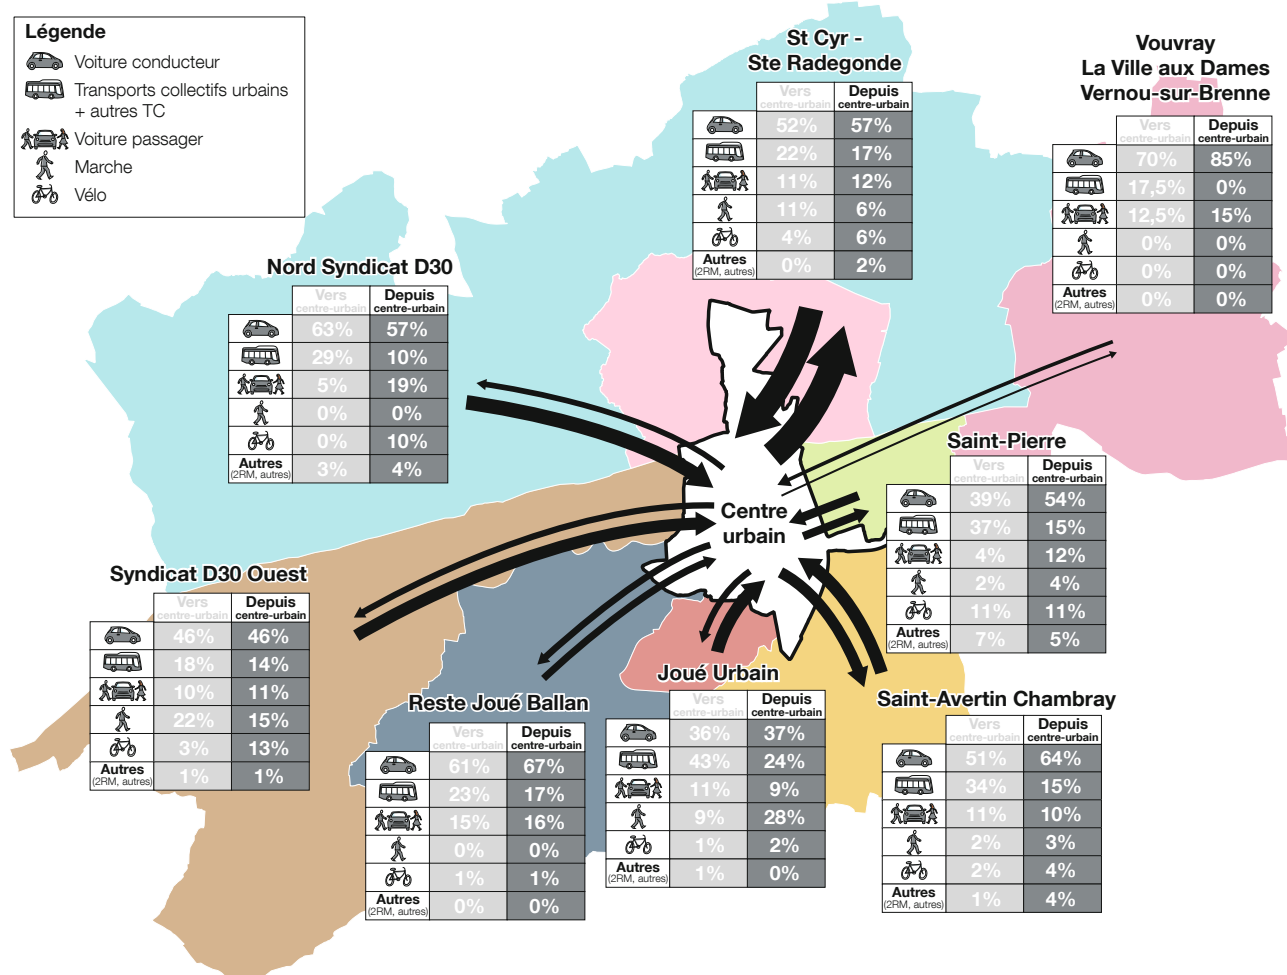 Légende
Voiture conducteur
Transports collectifs urbains
+ autres TC
Voiture passager
Marche
Vélo
St Cyr -
Ste Radegonde
Vers
centre-urbain
Depuis
centre-urbain
52% 57%
22% 17%
11% 12%
11% 6%
4% 6%
Autres
(2RM, autres)
0% 2%
Vouvray
La Ville aux Dames
Vernou-sur-Brenne
Vers
centre-urbain
Depuis
centre-urbain
70% 85%
17,5% 0%
12,5% 15%
0% 0%
0% 0%
Autres
(2RM, autres)
0% 0%
Nord Syndicat D30
Vers
centre-urbain
Depuis
centre-urbain
63% 57%
29% 10%
5% 19%
0% 0%
0% 10%
Autres
(2RM, autres)
3% 4%
Saint-Pierre
Vers
centre-urbain
Depuis
centre-urbain
39% 54%
37% 15%
4% 12%
2% 4%
11% 11%
Autres
(2RM, autres)
7% 5%
Centre
urbain
Syndicat D30 Ouest
Vers
centre-urbain
Depuis
centre-urbain
46% 46%
18% 14%
10% 11%
22% 15%
3% 13%
Autres
(2RM, autres)
1% 1%
Reste Joué Ballan
Vers
centre-urbain
Depuis
centre-urbain
61% 67%
23% 17%
15% 16%
0% 0%
1% 1%
Autres
(2RM, autres)
0% 0%
Joué Urbain
Vers
centre-urbain
Depuis
centre-urbain
36% 37%
43% 24%
11% 9%
9% 28%
1% 2%
Autres
(2RM, autres)
1% 0%
Saint-Avertin Chambray
Vers
centre-urbain
Depuis
centre-urbain
51% 64%
34% 15%
11% 10%
2% 3%
2% 4%
Autres
(2RM, autres)
1% 4%